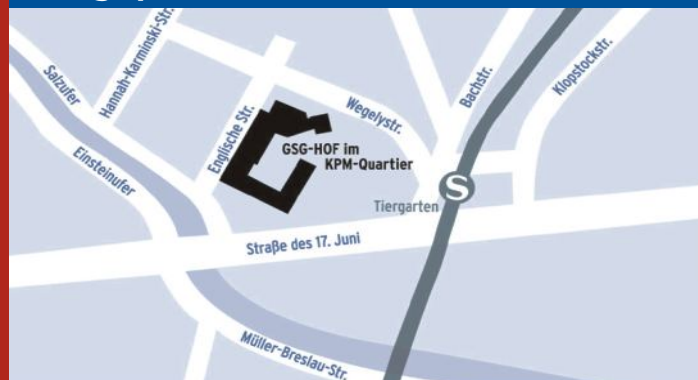 Salzufer
Hannah-Karminski-Str.
Einsteinufer
Englische Str.
Wegelystr.
Bachstr.
Klopstockstr.
GSG-HOF im
KPM-Quartier
S
Tiergarten
Straße des 17. Juni
Müller-Breslau-Str.